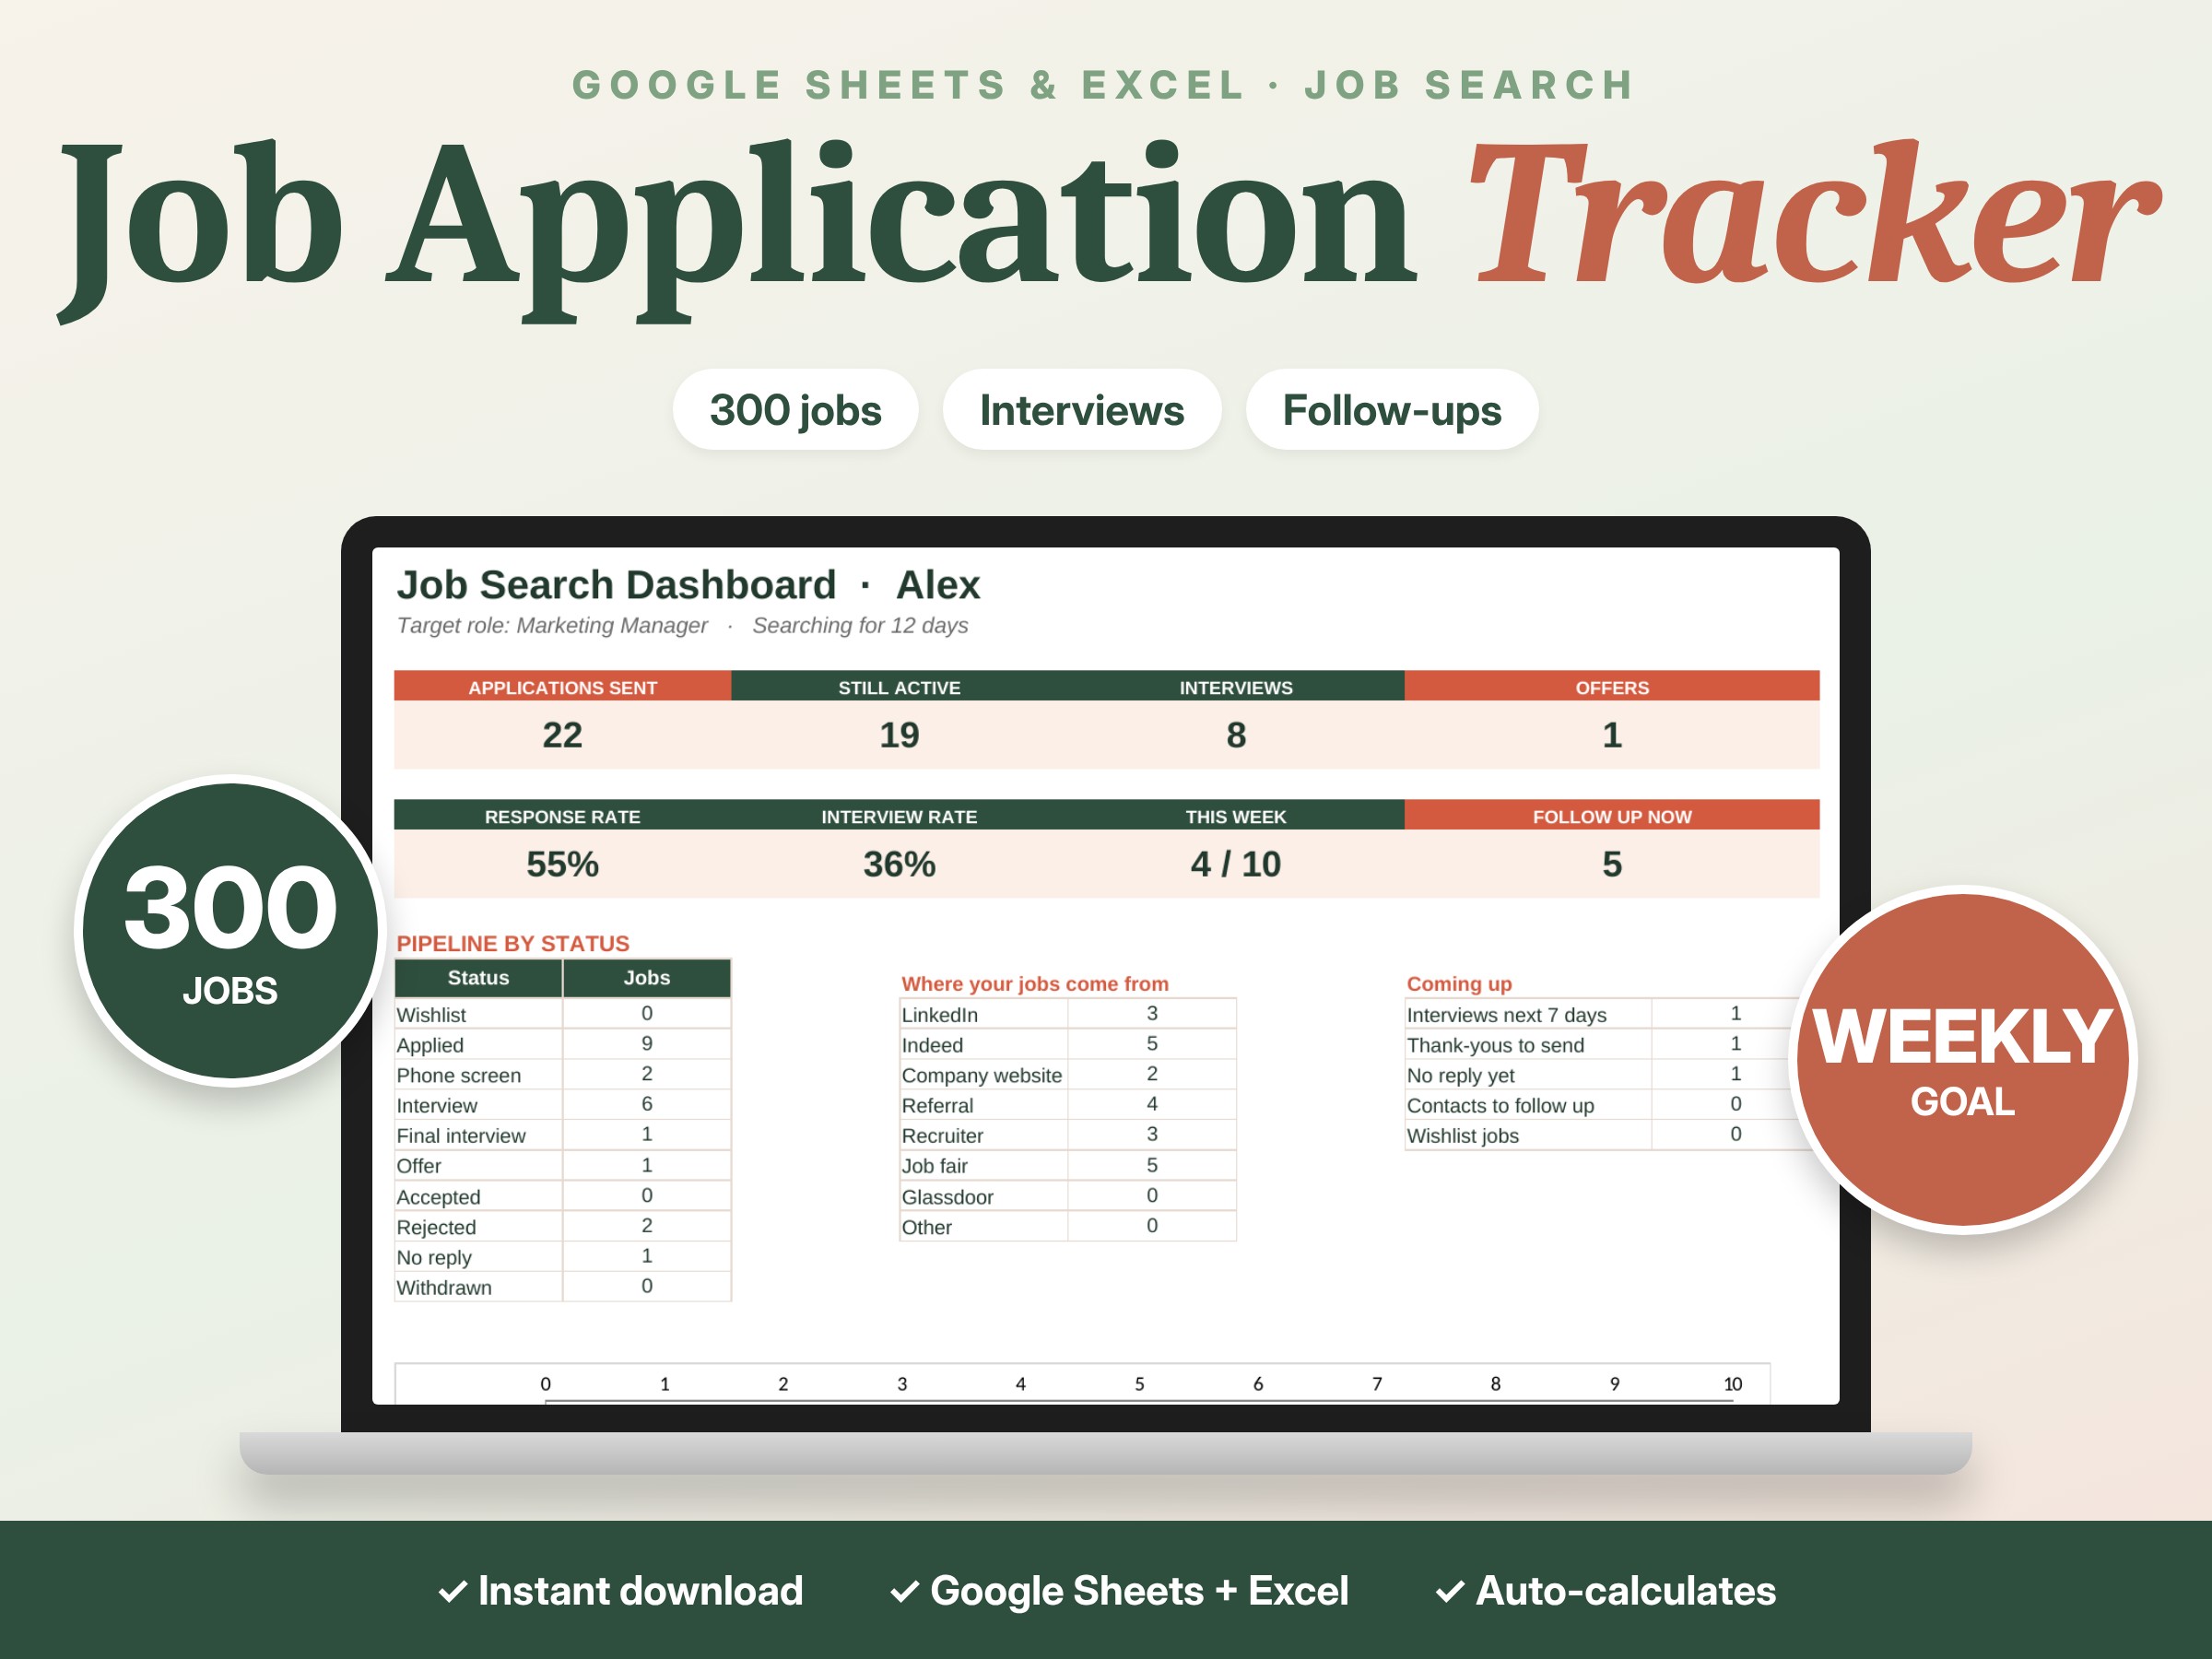 GOOGLE SHEETS & EXCEL · JOB SEARCH
Job Application Tracker
300 jobs Interviews Follow-ups
Job Search Dashboard · Alex
Target role: Marketing Manager · Searching for 12 days
APPLICATIONS SENT STILL ACTIVE INTERVIEWS OFFERS
22 19 8 1
RESPONSE RATE INTERVIEW RATE THIS WEEK FOLLOW UP NOW
55% 36% 4 / 10 5
300
JOBS
PIPELINE BY STATUS
Status Jobs
Wishlist 0
Applied 9
Phone screen 2
Interview 6
Final interview 1
Offer 1
Accepted 0
Rejected 2
No reply 1
Withdrawn 0
Where your jobs come from
LinkedIn 3
Indeed 5
Company website 2
Referral 4
Recruiter 3
Job fair 5
Glassdoor 0
Other 0
Coming up
Interviews next 7 days 1
Thank-yous to send 1
No reply yet 1
Contacts to follow up 0
Wishlist jobs 0
WEEKLY
GOAL
0 1 2 3 4 5 6 7 8 9 10
✓ Instant download ✓ Google Sheets + Excel ✓ Auto-calculates